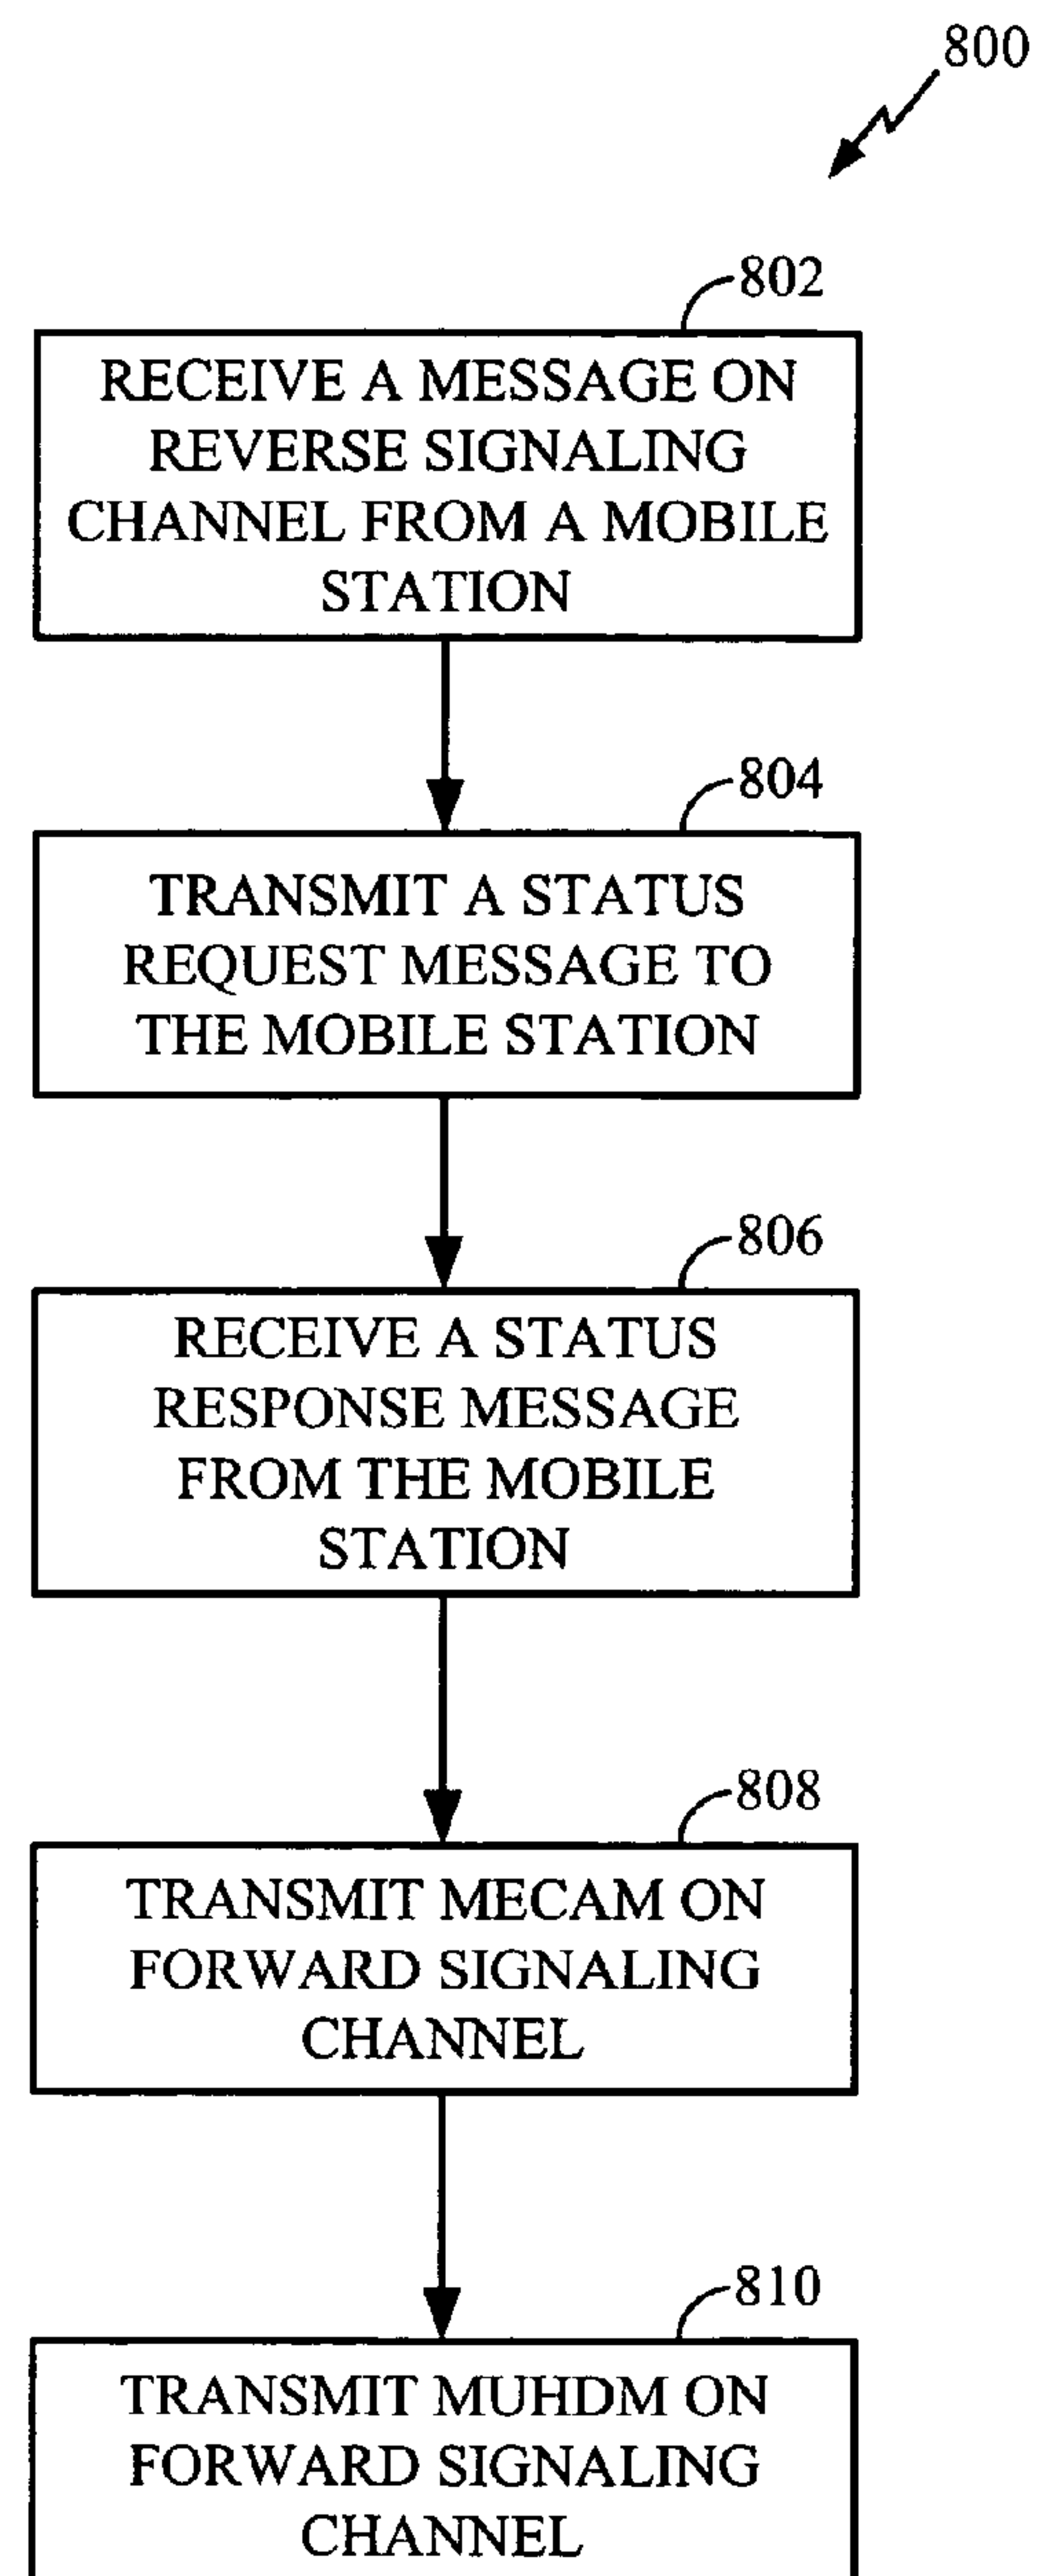 800
802
RECEIVE A MESSAGE ON
REVERSE SIGNALING
CHANNEL FROM A MOBILE
STATION
804
TRANSMIT A STATUS
REQUEST MESSAGE TO
THE MOBILE STATION
806
RECEIVE A STATUS
RESPONSE MESSAGE
FROM THE MOBILE
STATION
808
TRANSMIT MECAM ON
FORWARD SIGNALING
CHANNEL
810
TRANSMIT MUHDM ON
FORWARD SIGNALING
CHANNEL